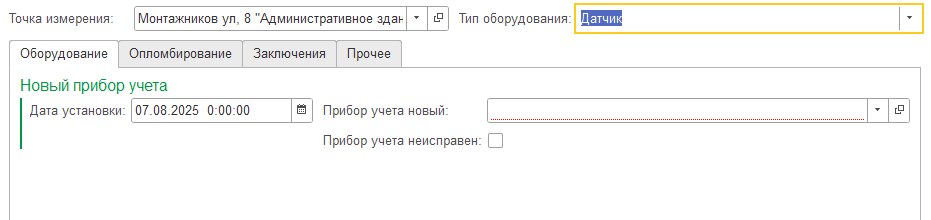 Точка измерения: Монтажников ул, 8 "Административное здан Тип оборудования: Датчик
Оборудование Опломбирование Заключения Прочее
Новый прибор учета
Дата установки: 07.08.2025 0:00:00 Прибор учета новый:
Прибор учета неисправен: